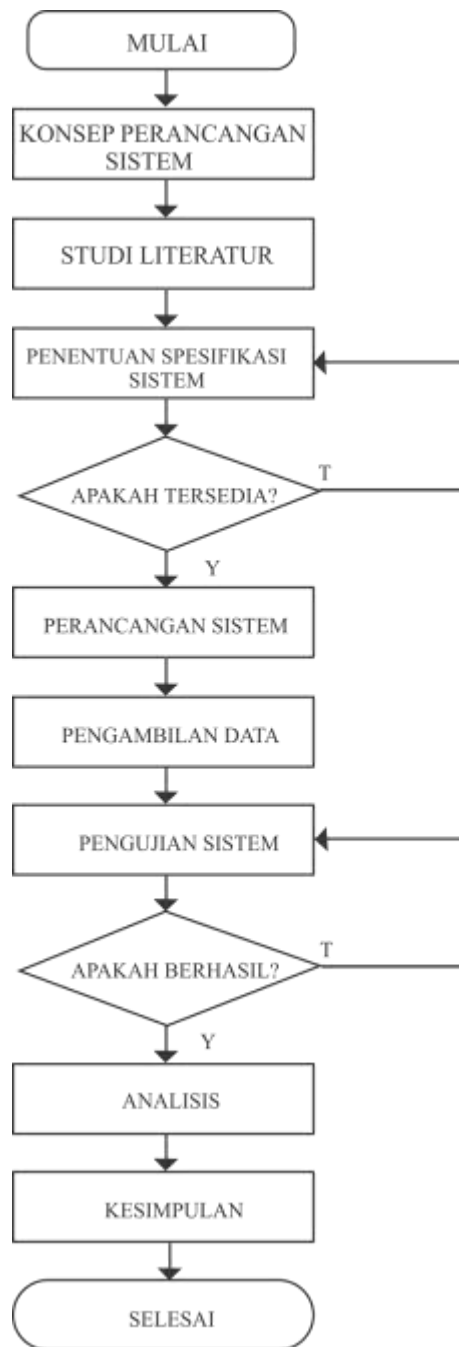 MULAI
KONSEP PERANCANGAN
SISTEM
STUDI LITERATUR
PENENTUAN SPESIFIKASI
SISTEM
APAKAH TERSEDIA?
T
Y
PERANCANGAN SISTEM
PENGAMBILAN DATA
PENGUJIAN SISTEM
APAKAH BERHASIL?
T
Y
ANALISIS
KESIMPULAN
SELESAI